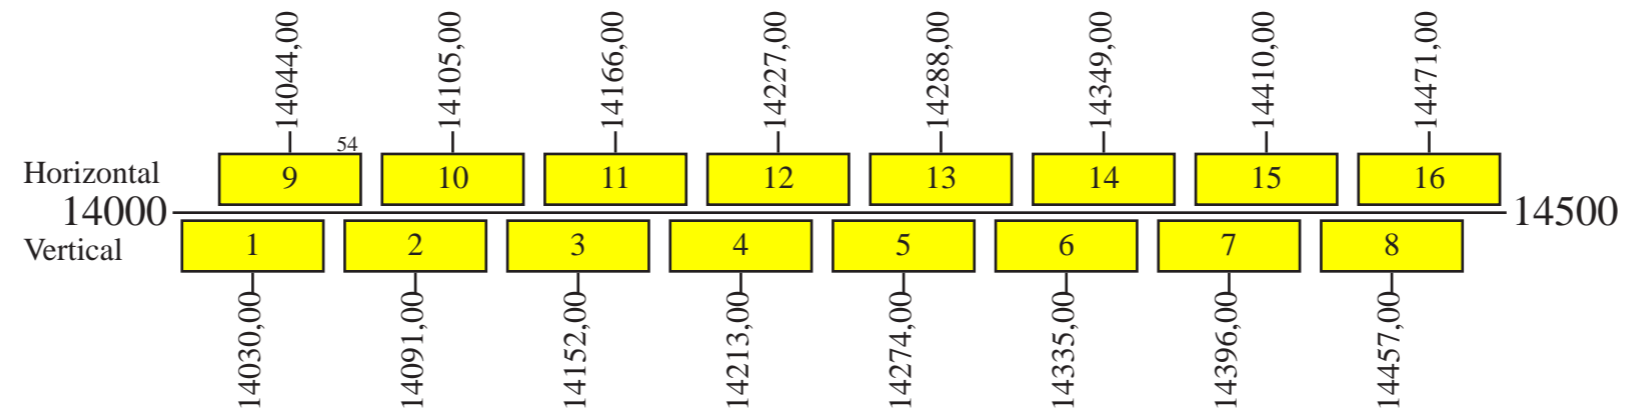 14044,00 14105,00 14166,00 14227,00 14288,00 14349,00 14410,00 14471,00
54
Horizontal 9 10 11 12 13 14 15 16
14000 14500
Vertical 1 2 3 4 5 6 7 8
14030,00 14091,00 14152,00 14213,00 14274,00 14335,00 14396,00 14457,00